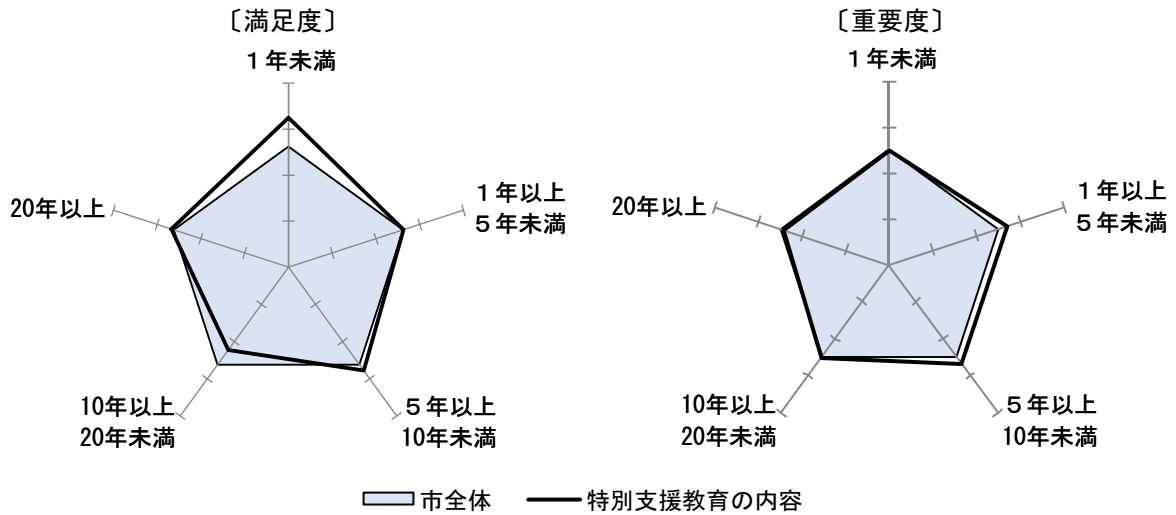 〔満足度〕
１年未満
１年以上
５年未満
５年以上
10年未満
10年以上
20年未満
20年以上
〔重要度〕
１年未満
１年以上
５年未満
５年以上
10年未満
10年以上
20年未満
20年以上
市全体
特別支援教育の内容